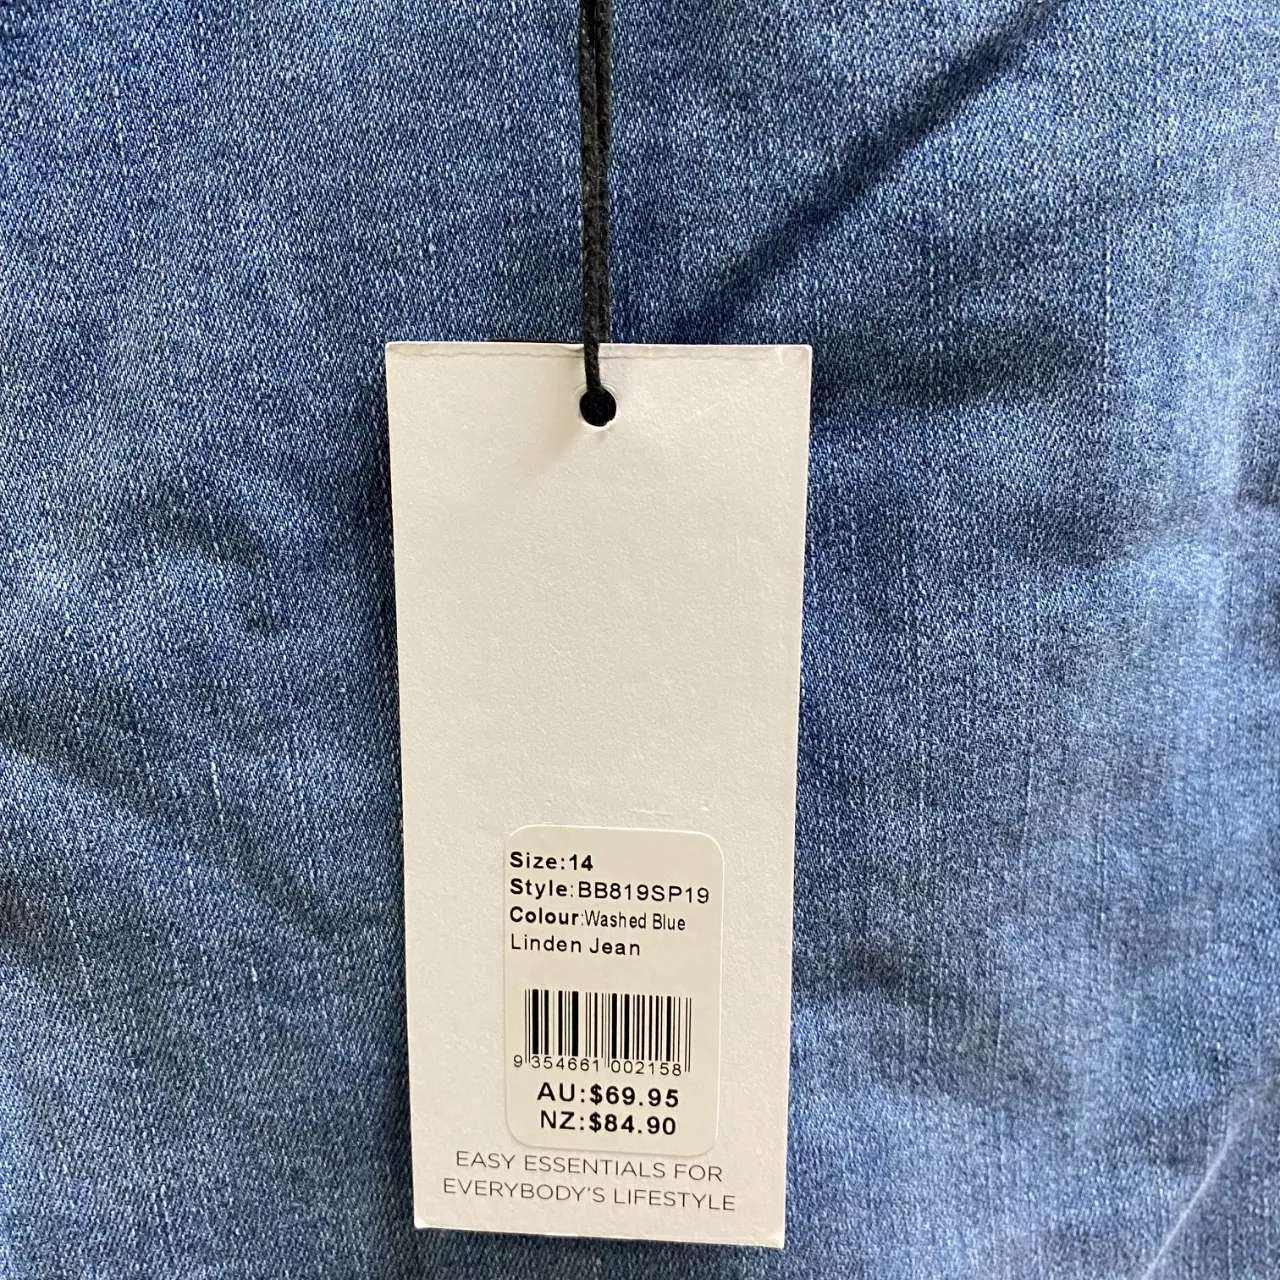 Size:14
Style:BB819SP19
Colour:Washed Blue
Linden Jean
9 354661 002158
AU:$69.95
NZ:$84.90
EASY ESSENTIALS FOR
EVERYBODY'S LIFESTYLE